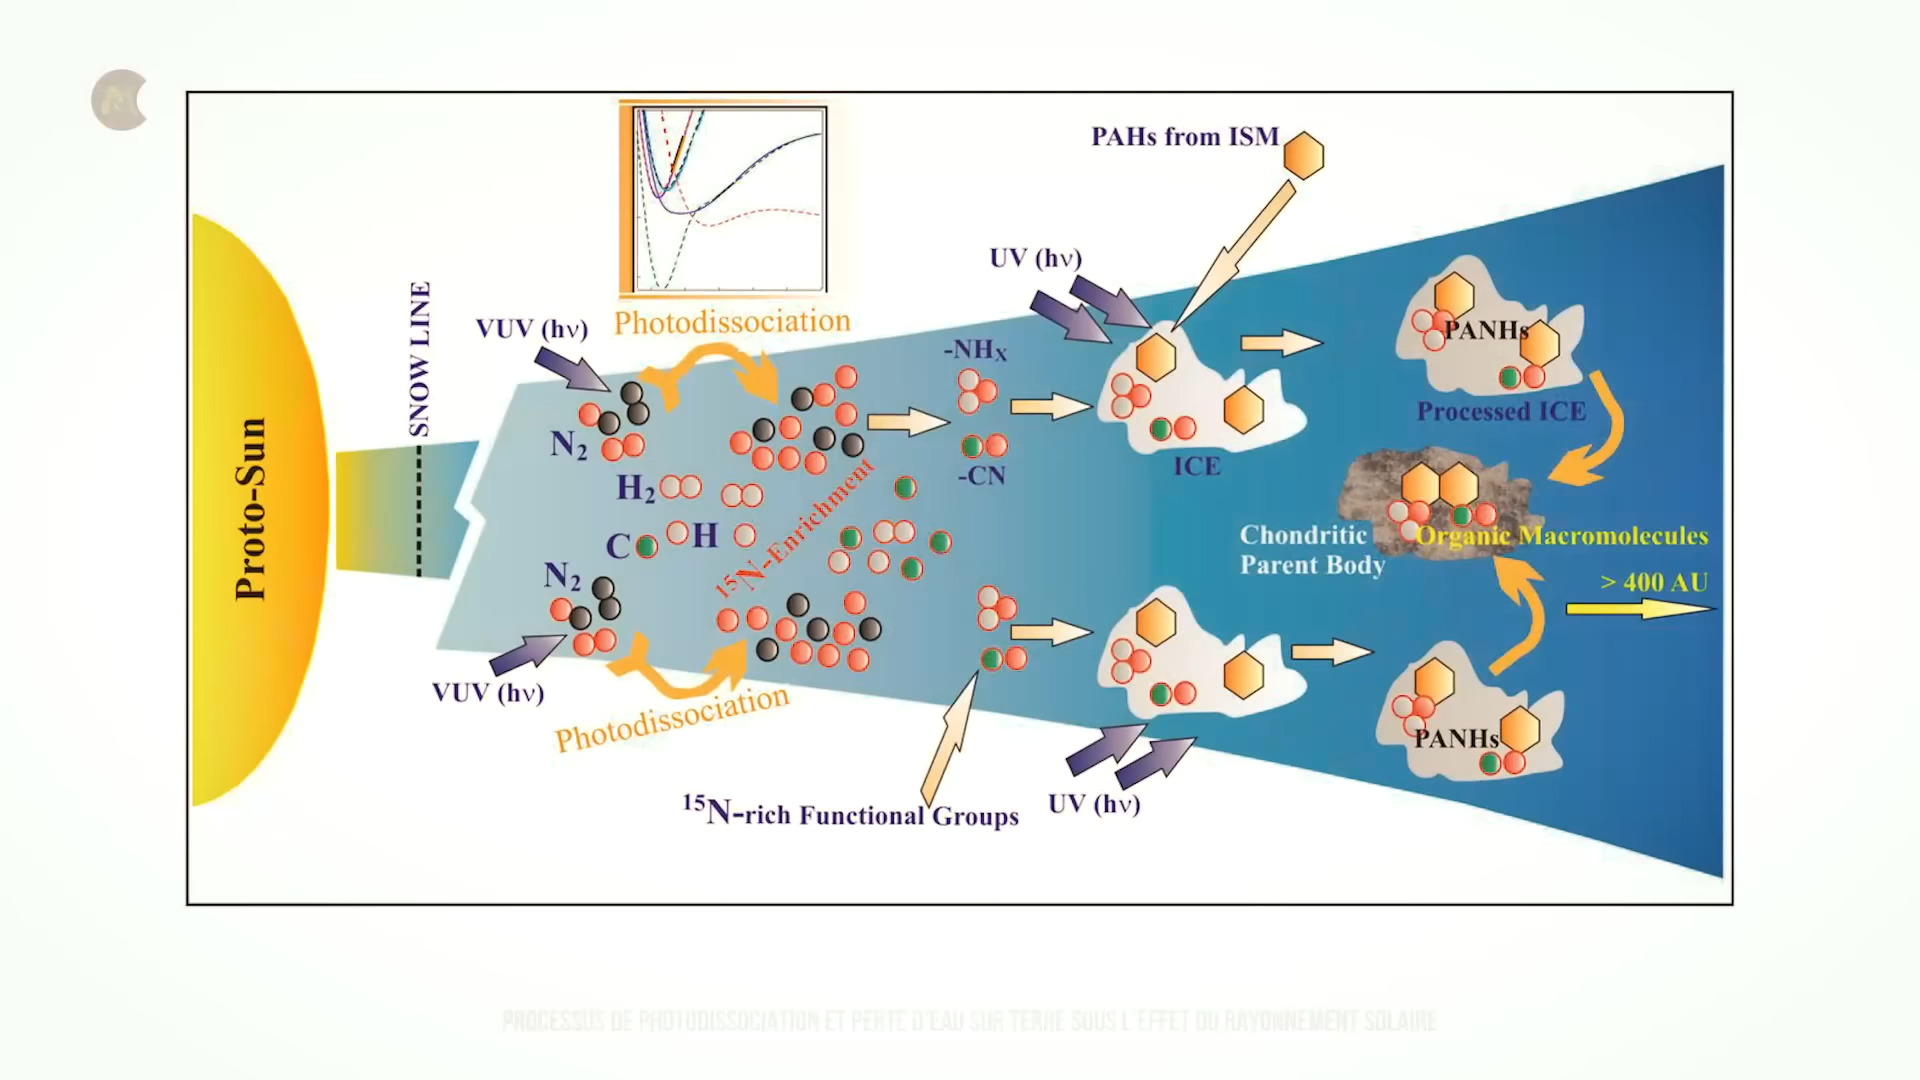 PAHs from ISM
UV (hν)
SNOW LINE
VUV (hν)
Photodissociation
-NHX
PANHs
Processed ICE
N2
-CN
ICE
H2
Proto-Sun
C
H
15N-Enrichment
Chondritic
Parent Body
Organic Macromolecules
> 400 AU
N2
VUV (hν)
Photodissociation
PANHs
15N-rich Functional Groups
UV (hν)
PROCESSUS DE PHOTODISSOCIATION ET PERTE D'EAU SUR TERRE SOUS L'EFFET DU RAYONNEMENT SOLAIRE